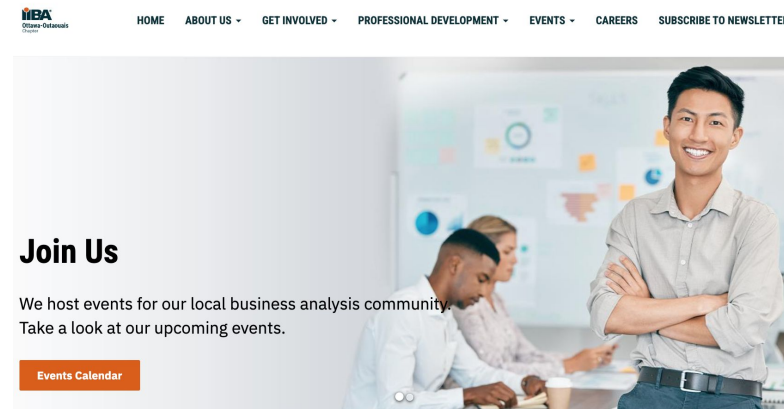 iiBA
Ottawa-Outaouais
Chapter
HOME
ABOUT US
GET INVOLVED
PROFESSIONAL DEVELOPMENT
EVENTS
CAREERS
SUBSCRIBE TO NEWSLETTE
Join Us
We host events for our local business analysis community.
Take a look at our upcoming events.
Events Calendar